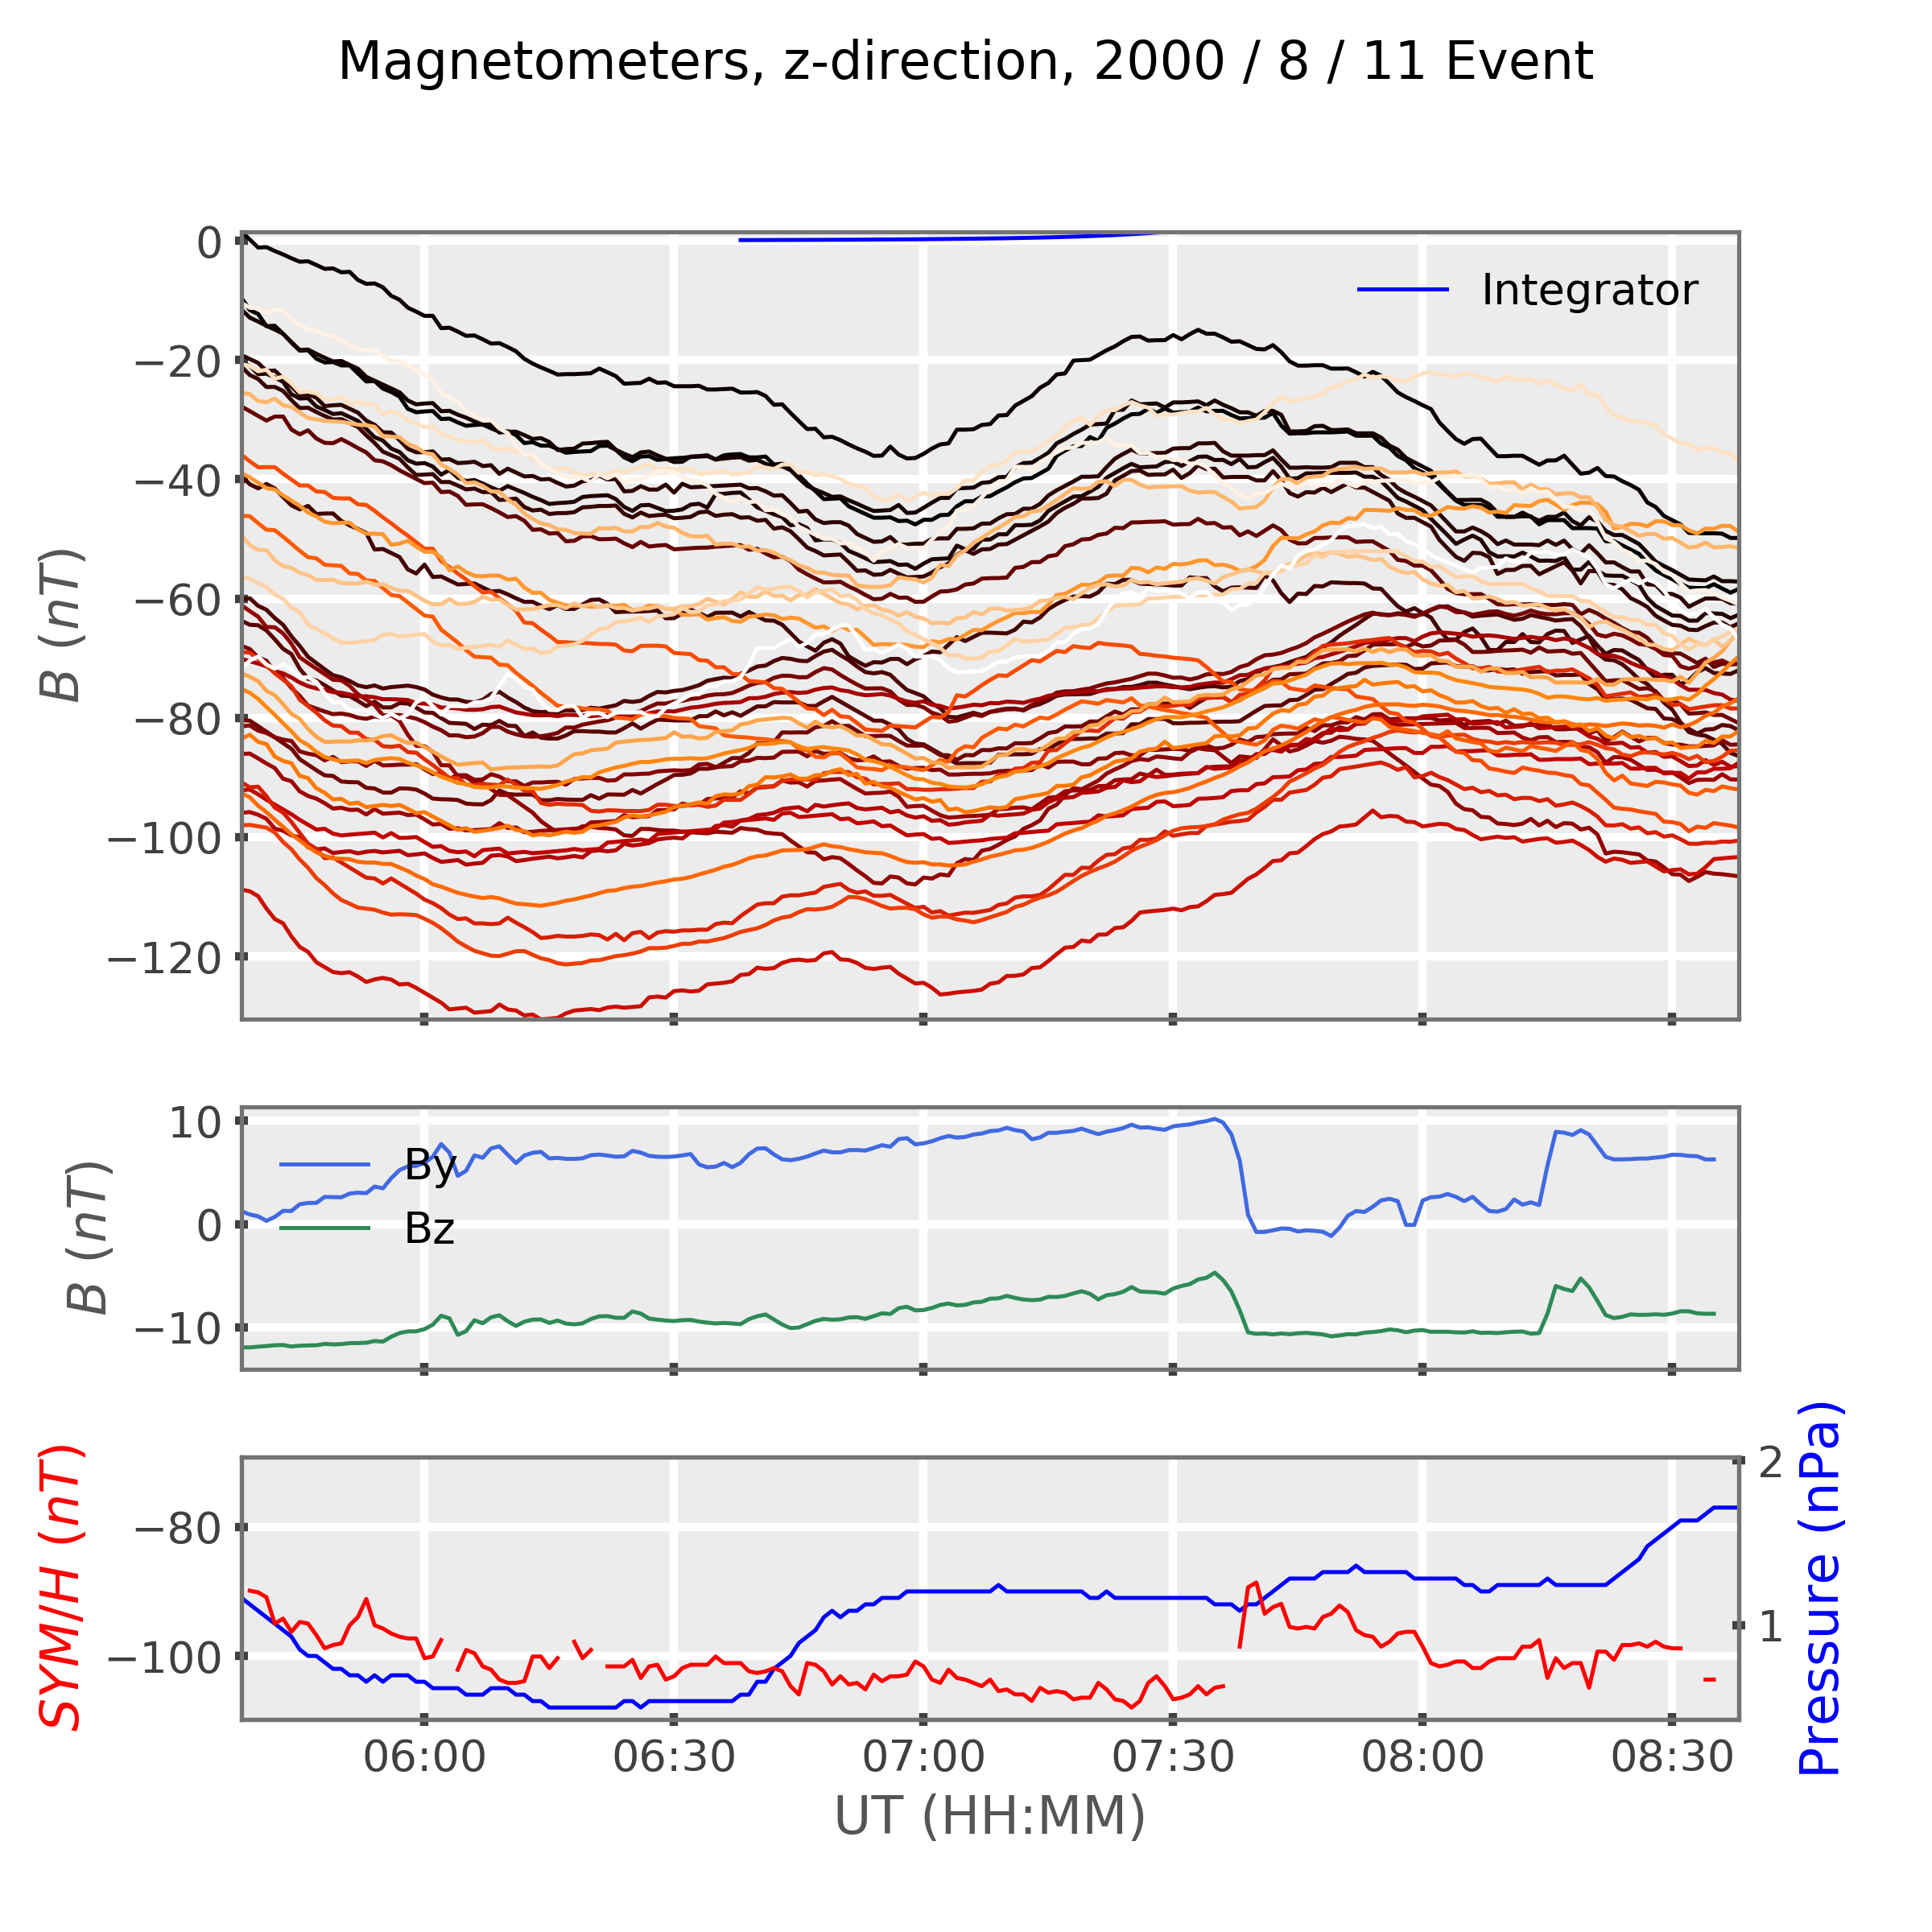 Magnetometers, z-direction, 2000 / 8 / 11 Event
0
−20
−40
−60
−80
−100
−120
B (nT)
Integrator
10
0
−10
B (nT)
By
Bz
−80
−100
SYM/H (nT)
2
1
Pressure (nPa)
06:00 06:30 07:00 07:30 08:00 08:30
UT (HH:MM)